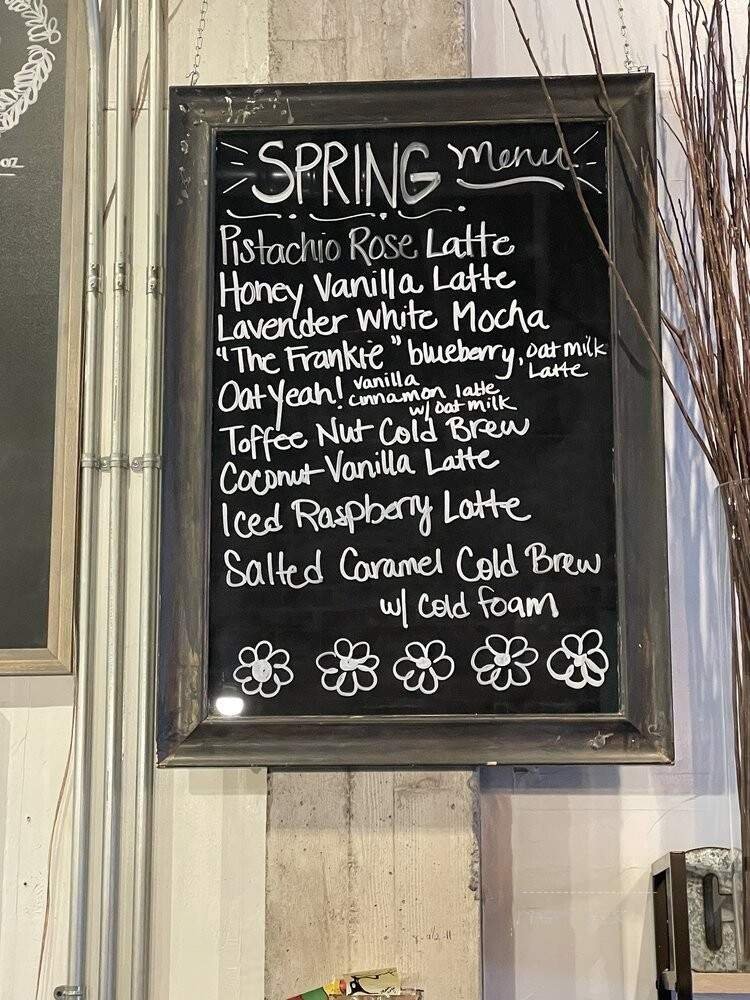 SPRING menu
Pistachio Rose Latte
Honey Vanilla Latte
Lavender White Mocha
"The Frankie" blueberry, oat milk Latte
Oat Yeah! vanilla cinnamon latte w/ oat milk
Toffee Nut Cold Brew
Coconut Vanilla Latte
Iced Raspberry Latte
Salted Caramel Cold Brew
w/ Cold foam
oz